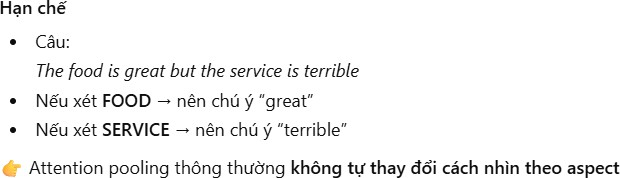 Hạn chế
• Câu:
The food is great but the service is terrible
• Nếu xét FOOD → nên chú ý “great”
• Nếu xét SERVICE → nên chú ý “terrible”
👉 Attention pooling thông thường không tự thay đổi cách nhìn theo aspect